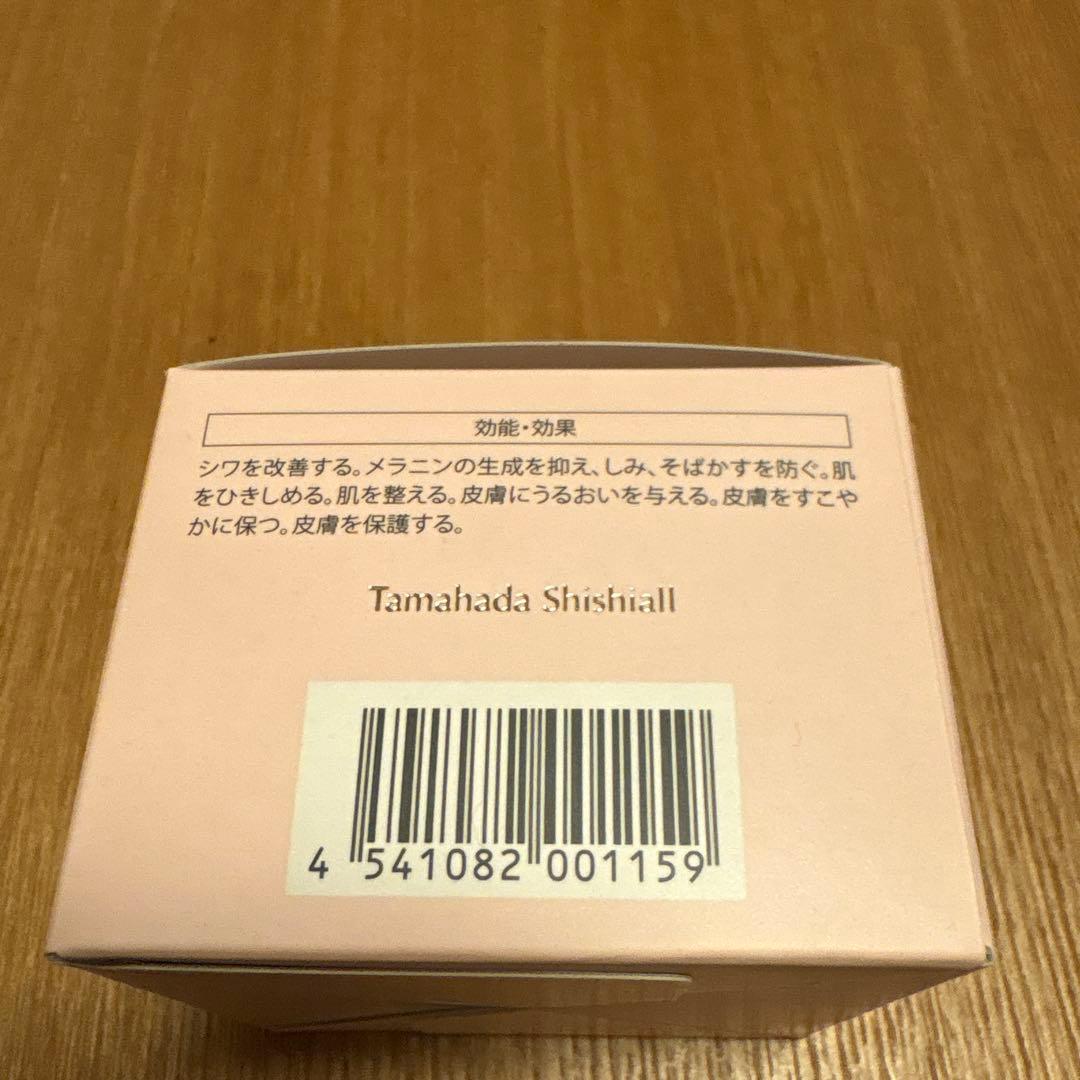 効能・効果
シワを改善する。メラニンの生成を抑え、しみ、そばかすを防ぐ。肌
をひきしめる。肌を整える。皮膚にうるおいを与える。皮膚をすこや
かに保つ。皮膚を保護する。
Tamahada Shishiall
4 541082 001159